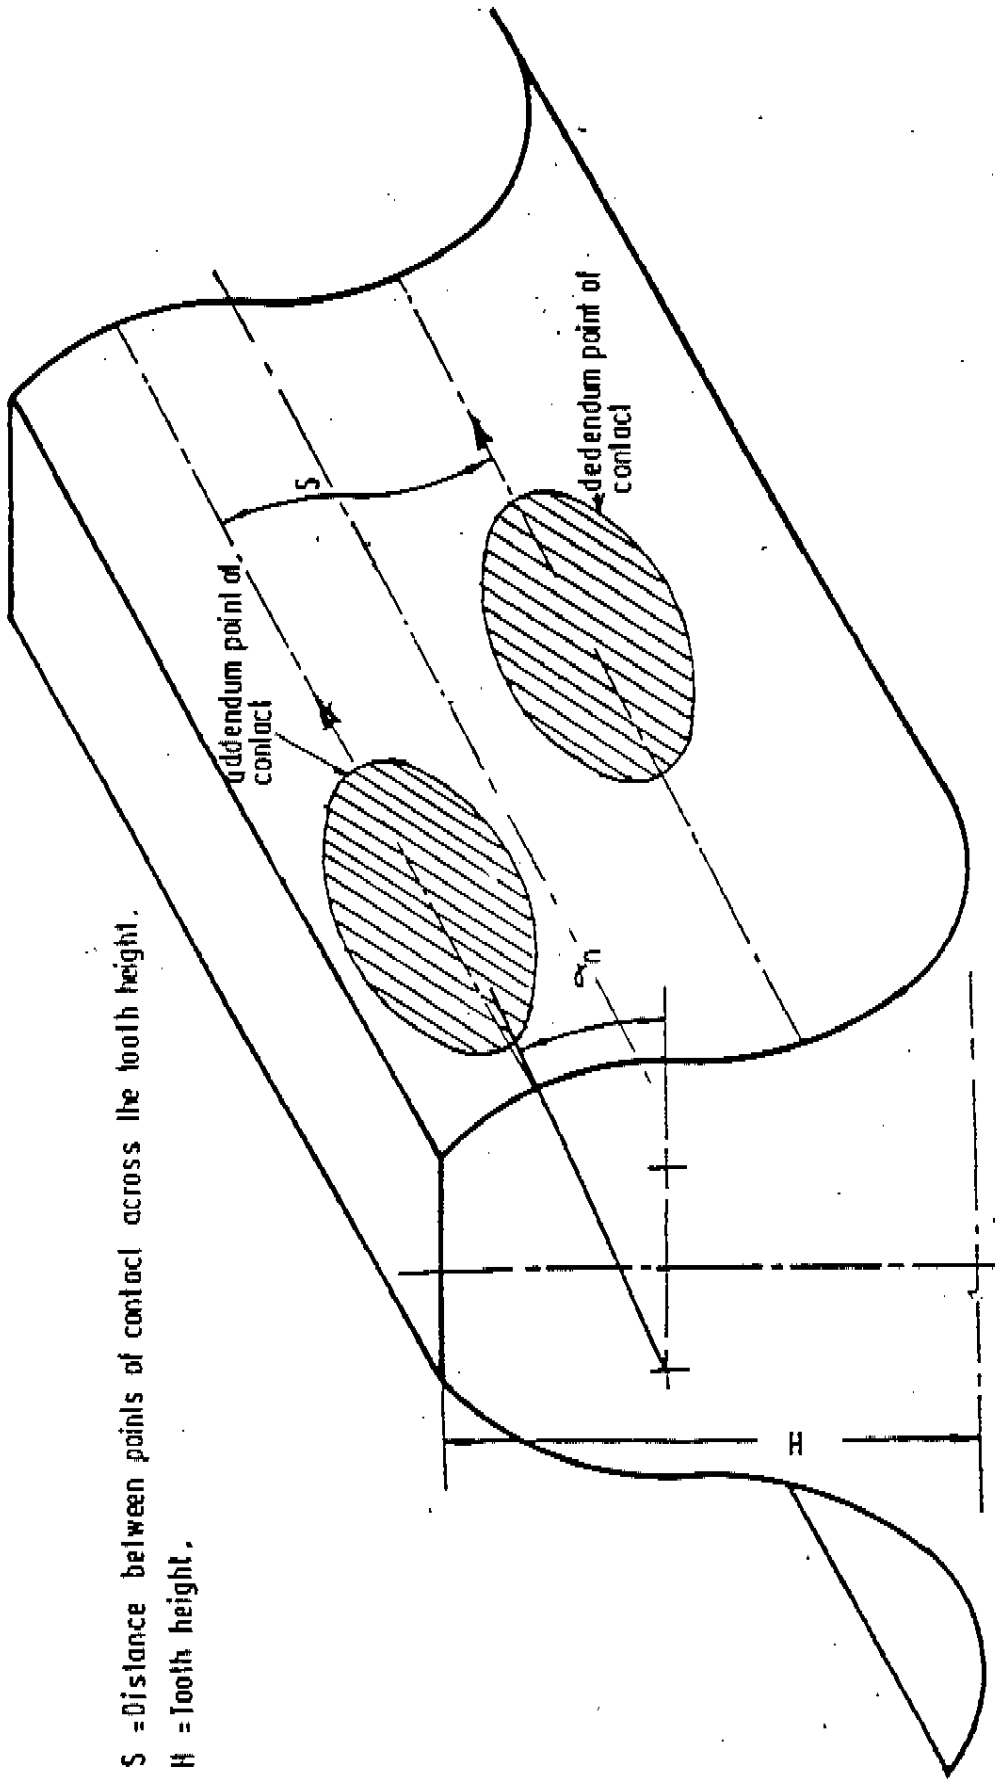 S = Distance between points of contact across the tooth height.
H = Tooth height.
addendum point of
contact
S
dedendum point of
contact
αn
H